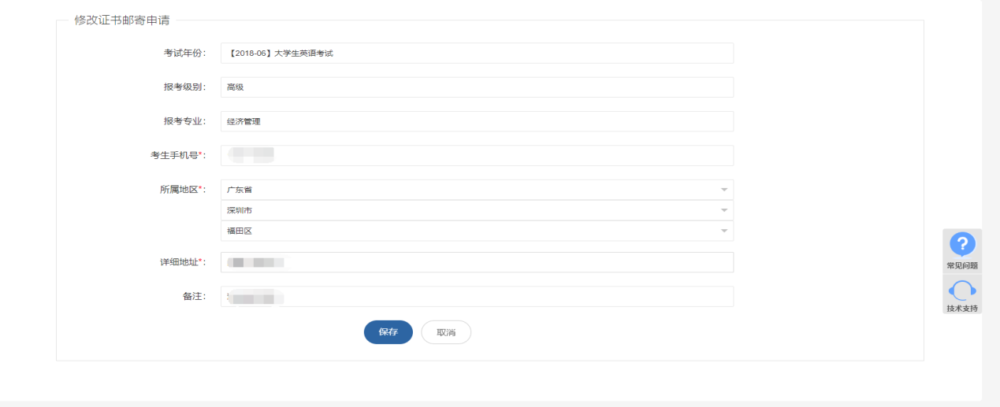 修改证书邮寄申请
考试年份： 【2018-06】大学生英语考试
报考级别： 高级
报考专业： 经济管理
考生手机号*：
所属地区*： 广东省
深圳市
福田区
详细地址*：
备注：
保存 取消
常见问题
技术支持